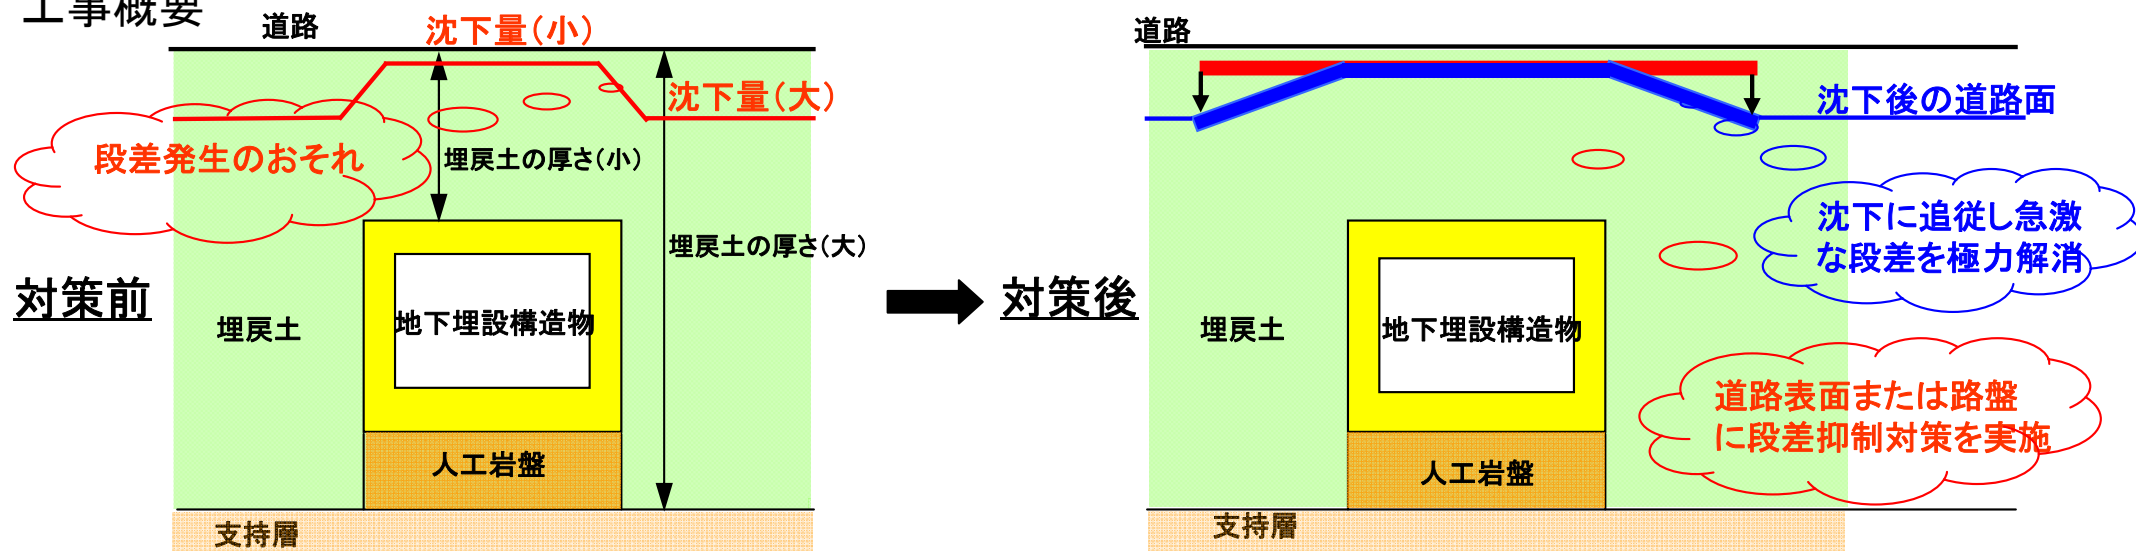 工事概要
道路
沈下量(小)
沈下量(大)
段差発生のおそれ
埋戻土の厚さ(小)
埋戻土の厚さ(大)
対策前
地下埋設構造物
埋戻土
人工岩盤
支持層
道路
沈下後の道路面
沈下に追従し急激
な段差を極力解消
対策後
地下埋設構造物
埋戻土
道路表面または路盤
に段差抑制対策を実施
人工岩盤
支持層